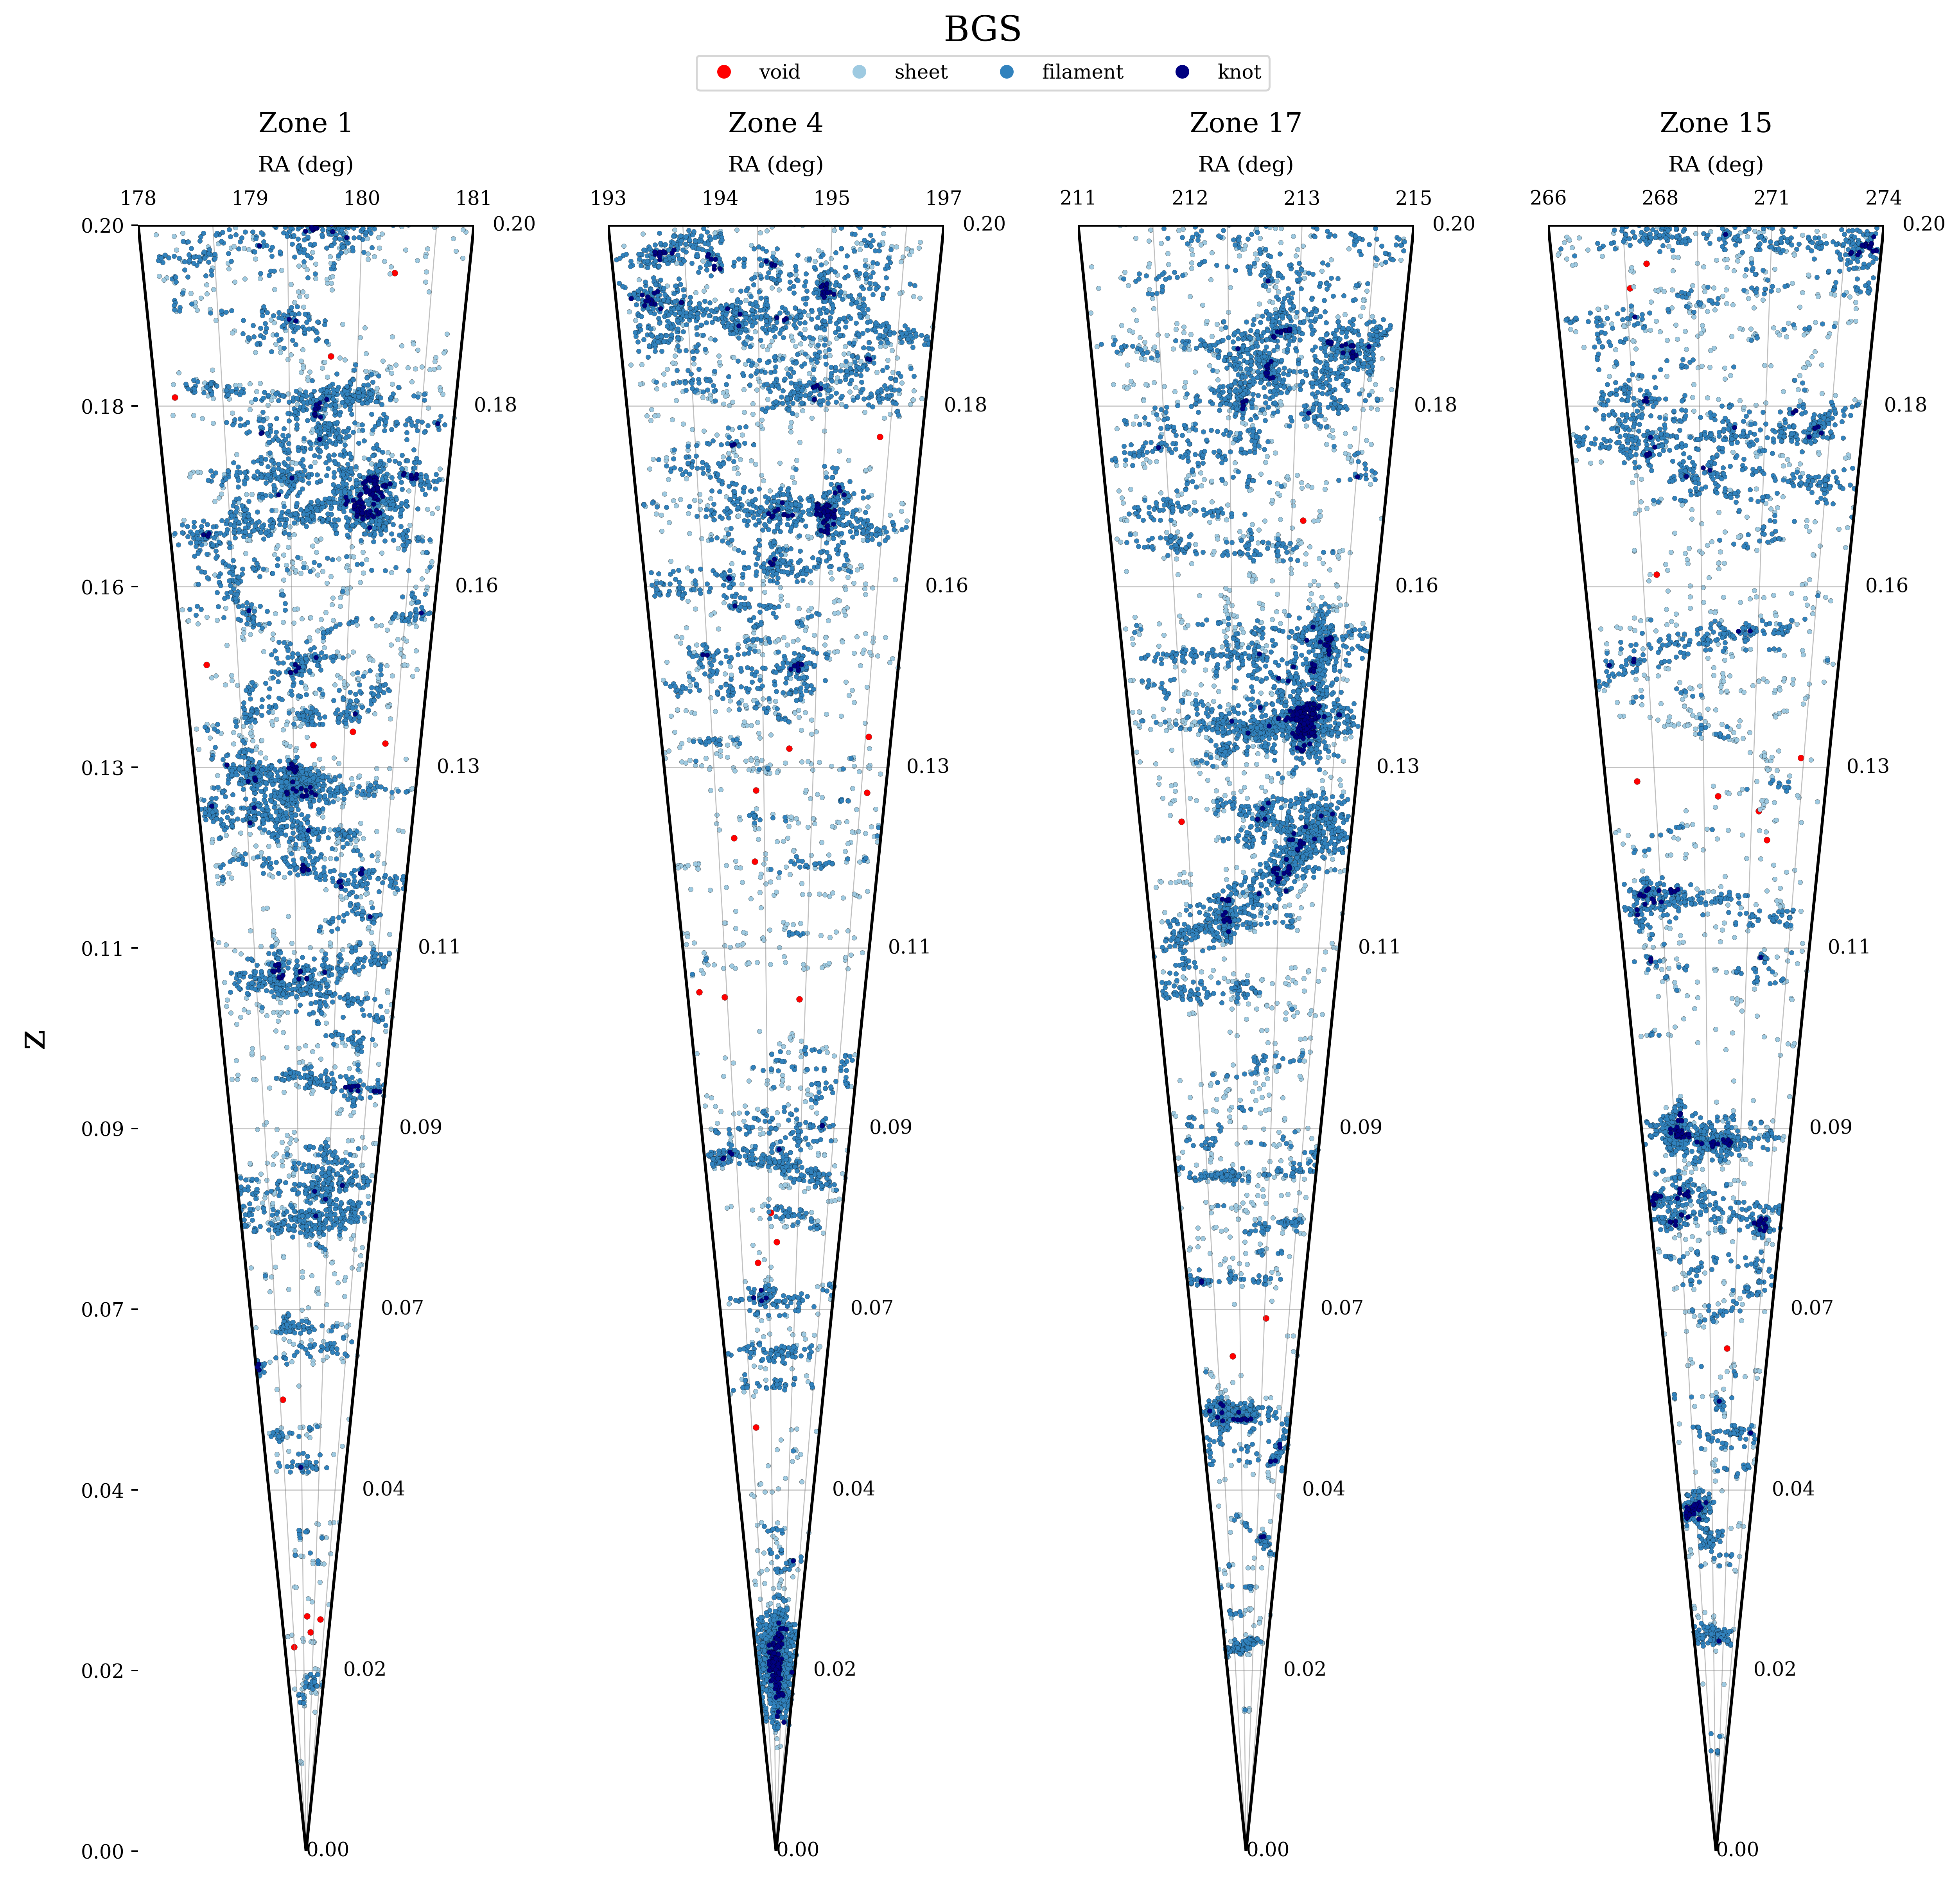 BGS
void sheet filament knot
Zone 1 Zone 4 Zone 17 Zone 15
RA (deg) RA (deg) RA (deg) RA (deg)
178 179 180 181 193 194 195 197 211 212 213 215 266 268 271 274
0.20 0.20 0.20 0.20 0.20
0.18 0.18 0.18 0.18 0.18
0.16 0.16 0.16 0.16 0.16
0.13 0.13 0.13 0.13 0.13
0.11 0.11 0.11 0.11 0.11
z
0.09 0.09 0.09 0.09 0.09
0.07 0.07 0.07 0.07 0.07
0.04 0.04 0.04 0.04 0.04
0.02 0.02 0.02 0.02 0.02
0.00 0.00 0.00 0.00 0.00